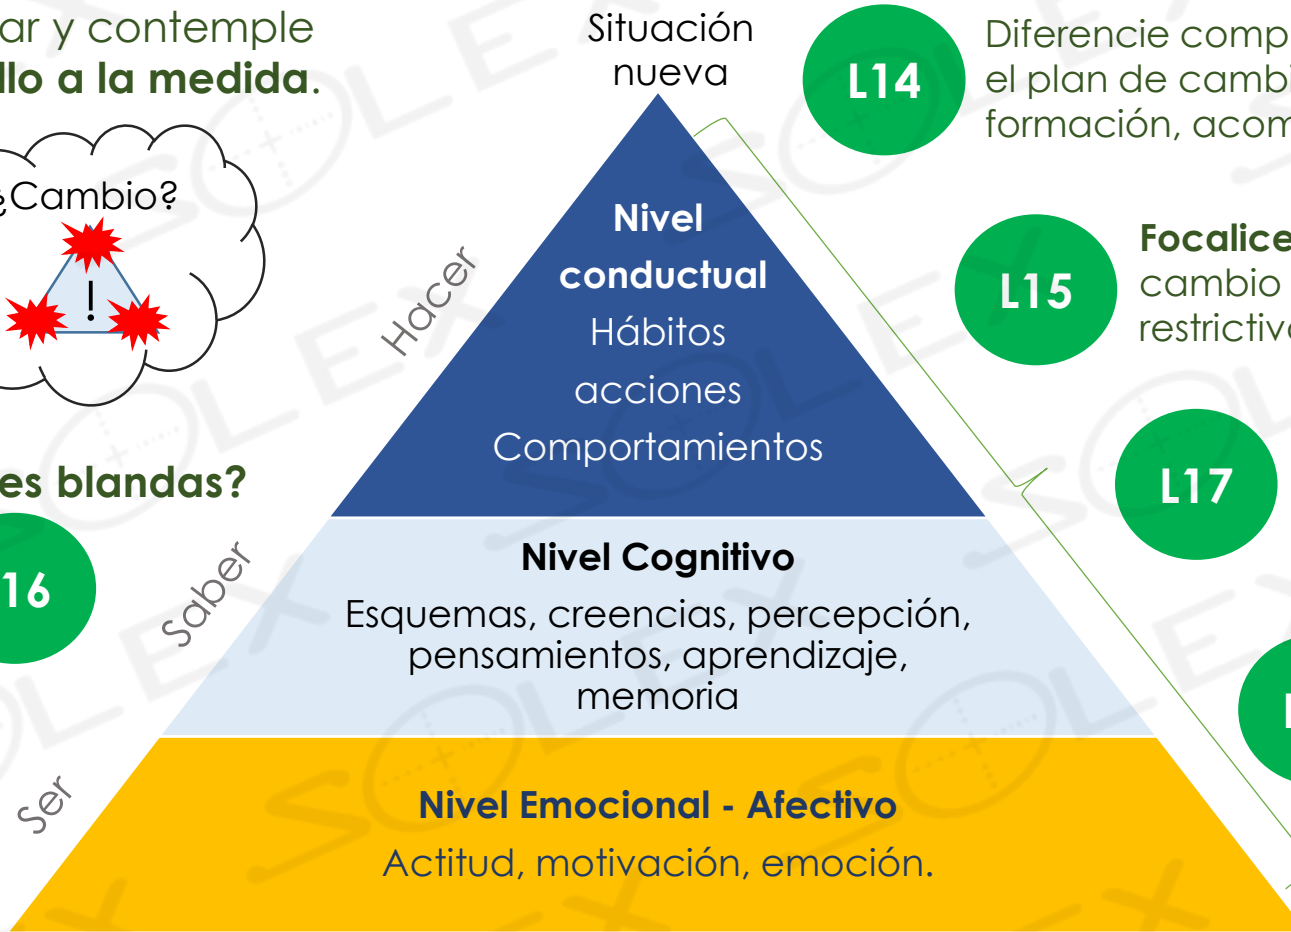 ar y contemple
llo a la medida.
¿Cambio?
!
es blandas?
16
Situación
nueva
Hacer
Saber
Ser
Nivel
conductual
Hábitos
acciones
Comportamientos
Nivel Cognitivo
Esquemas, creencias, percepción,
pensamientos, aprendizaje,
memoria
Nivel Emocional - Afectivo
Actitud, motivación, emoción.
L14
Diferencie comp
el plan de cambi
formación, acom
L15
Focalice
cambio
restrictiv
L17
SOLEX